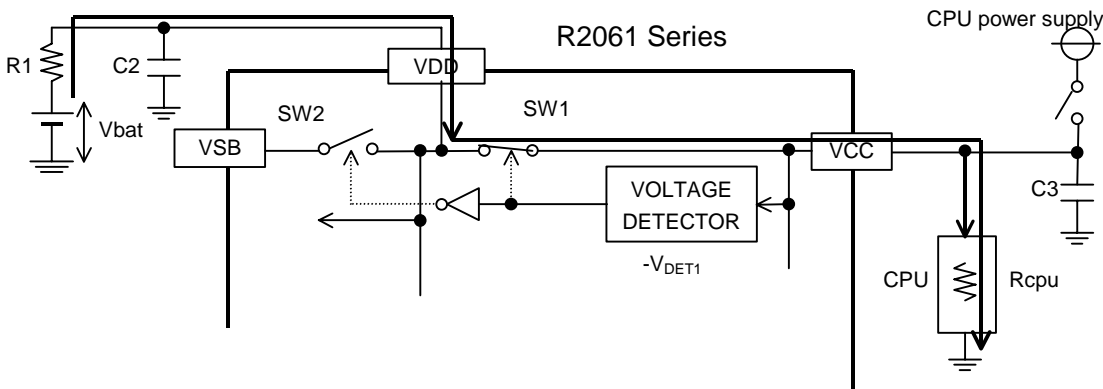 CPU power supply
R2061 Series
R1
C2
VDD
Vbat
SW2
SW1
VSB
VCC
C3
VOLTAGE
DETECTOR
-VDET1
CPU
Rcpu